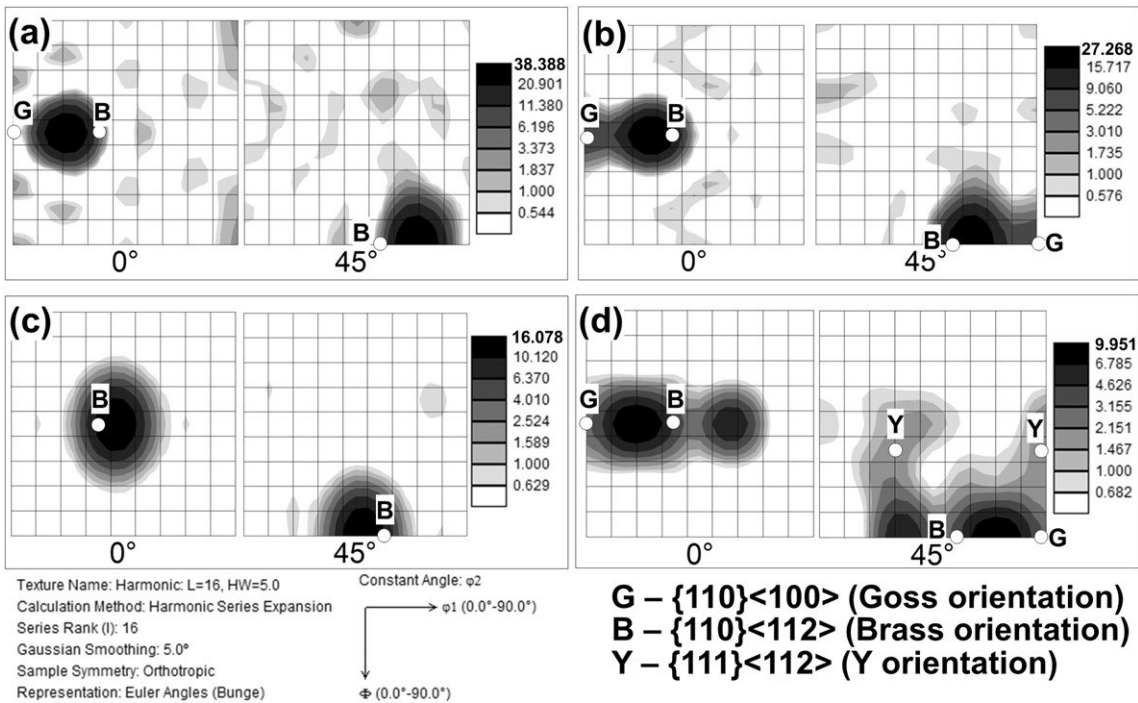 (a)
G
B
0°
B
45°
38.388
20.901
11.380
6.196
3.373
1.837
1.000
0.544
(b)
G
B
0°
B
G
45°
27.268
15.717
9.060
5.222
3.010
1.735
1.000
0.576
(c)
B
0°
B
45°
16.078
10.120
6.370
4.010
2.524
1.589
1.000
0.629
(d)
G
B
0°
Y
Y
B
G
45°
9.951
6.785
4.626
3.155
2.151
1.467
1.000
0.682
Texture Name: Harmonic: L=16, HW=5.0
Calculation Method: Harmonic Series Expansion
Series Rank (l): 16
Gaussian Smoothing: 5.0°
Sample Symmetry: Orthotropic
Representation: Euler Angles (Bunge)
Constant Angle: φ2
φ1 (0.0°-90.0°)
Φ (0.0°-90.0°)
G – {110}<100> (Goss orientation)
B – {110}<112> (Brass orientation)
Y – {111}<112> (Y orientation)